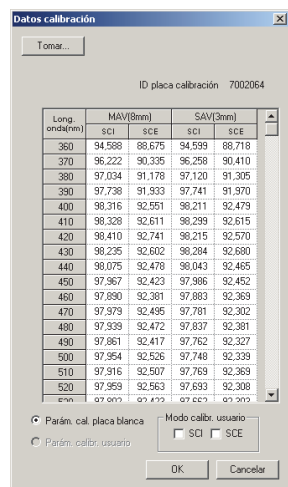 Datos calibración
Tomar...
ID placa calibración 7002064
Long. onda(nm) MAV(8mm) SAV(3mm)
SCI SCE SCI SCE
360 94,588 88,675 94,599 88,718
370 96,222 90,335 96,258 90,410
380 97,034 91,178 97,120 91,305
390 97,738 91,933 97,741 91,970
400 98,316 92,551 98,211 92,479
410 98,328 92,611 98,299 92,615
420 98,410 92,741 98,215 92,570
430 98,235 92,602 98,284 92,680
440 98,075 92,478 98,043 92,465
450 97,967 92,423 97,986 92,452
460 97,890 92,381 97,883 92,369
470 97,979 92,495 97,781 92,302
480 97,939 92,472 97,837 92,381
490 97,861 92,417 97,762 92,327
500 97,954 92,526 97,748 92,339
510 97,916 92,507 97,769 92,369
520 97,959 92,563 97,693 92,308
Parám. cal. placa blanca
Parám. calibr. usuario
Modo calibr. usuario
SCI SCE
OK Cancelar